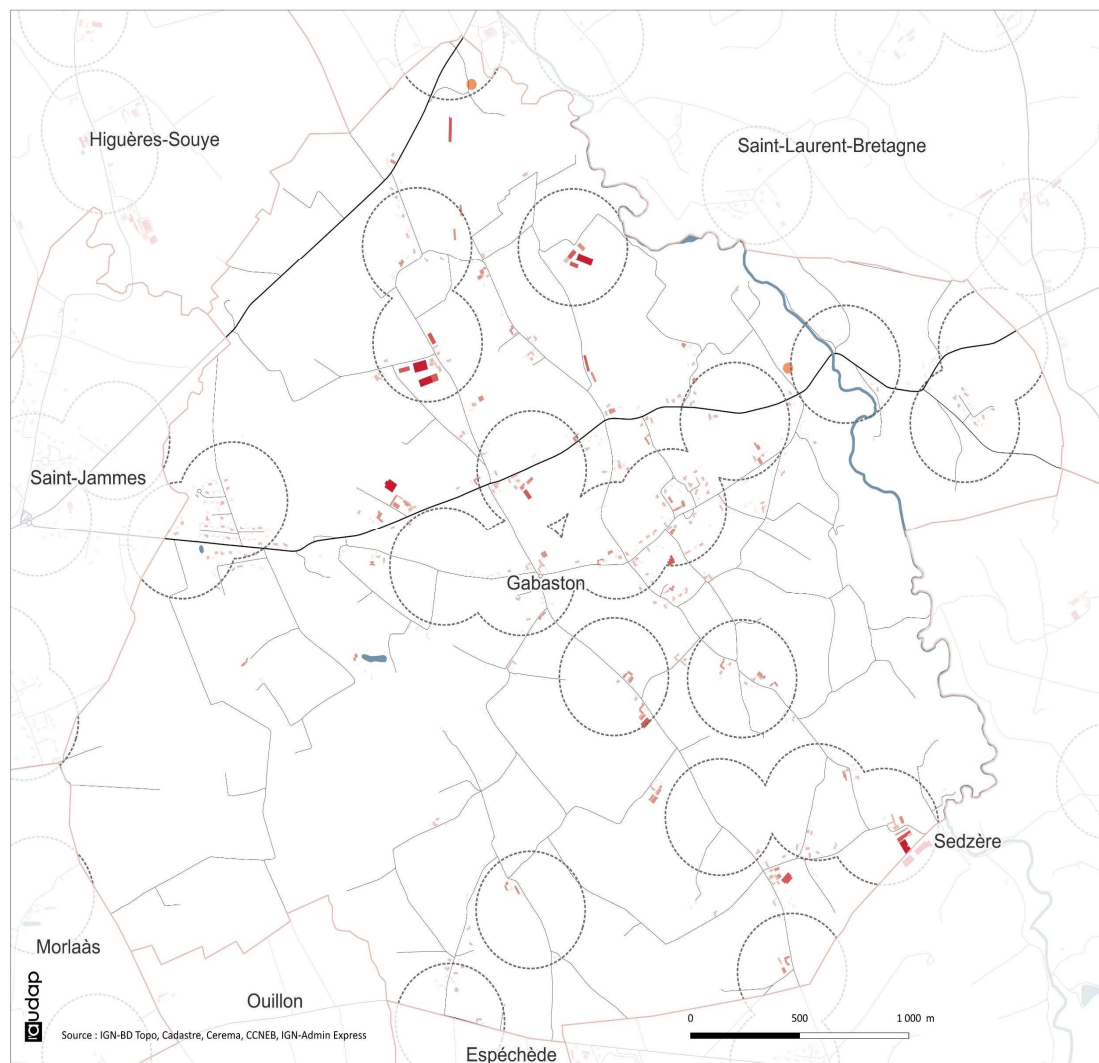 Higuères-Souye
Saint-Laurent-Bretagne
Saint-Jammes
Gabaston
Sedzère
Morlaàs
Ouillon
Espéchède
l'audap
Source : IGN-BD Topo, Cadastre, Cerema, CCNEB, IGN-Admin Express
0 500 1 000 m